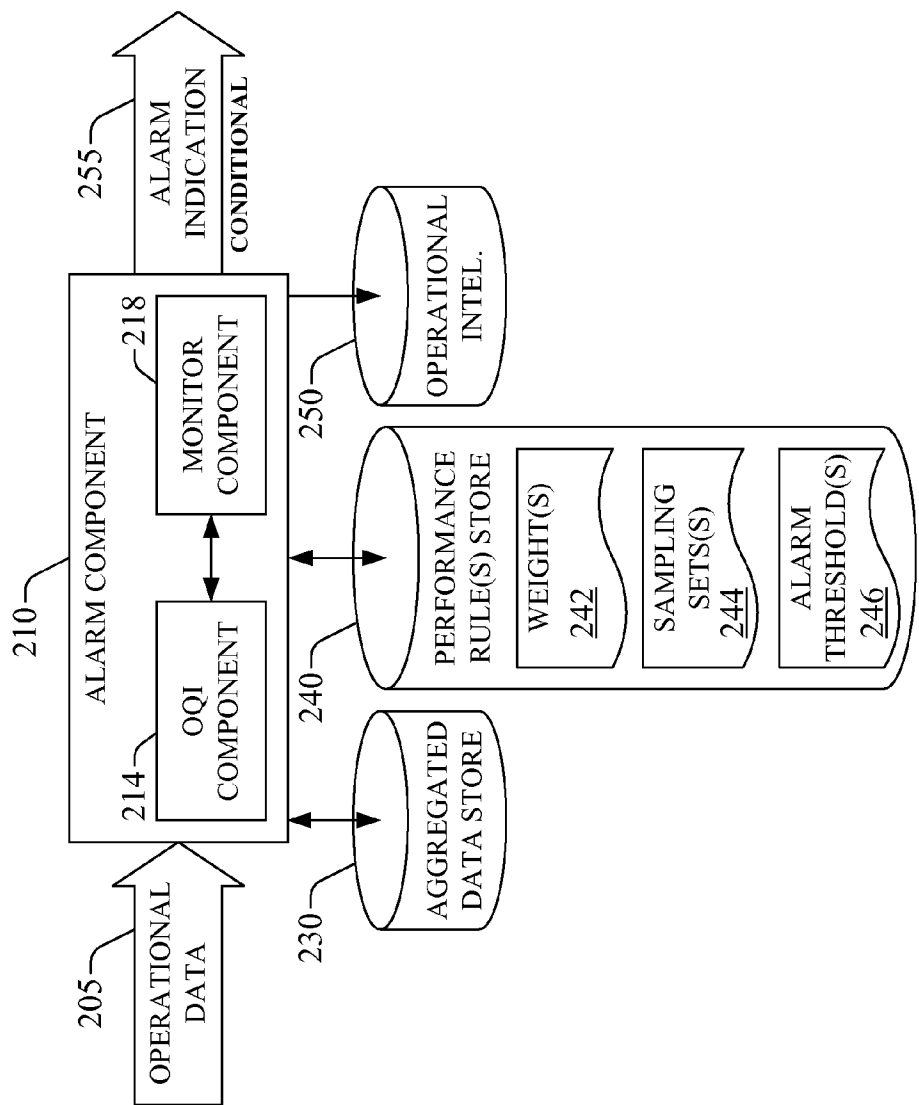 210
ALARM COMPONENT
205
OPERATIONAL
DATA
214
OQI
COMPONENT
218
MONITOR
COMPONENT
255
ALARM
INDICATION
CONDITIONAL
230
AGGREGATED
DATA STORE
240
PERFORMANCE
RULE(S) STORE
WEIGHT(S)
242
SAMPLING
SETS(S)
244
ALARM
THRESHOLD(S)
246
250
OPERATIONAL
INTEL.